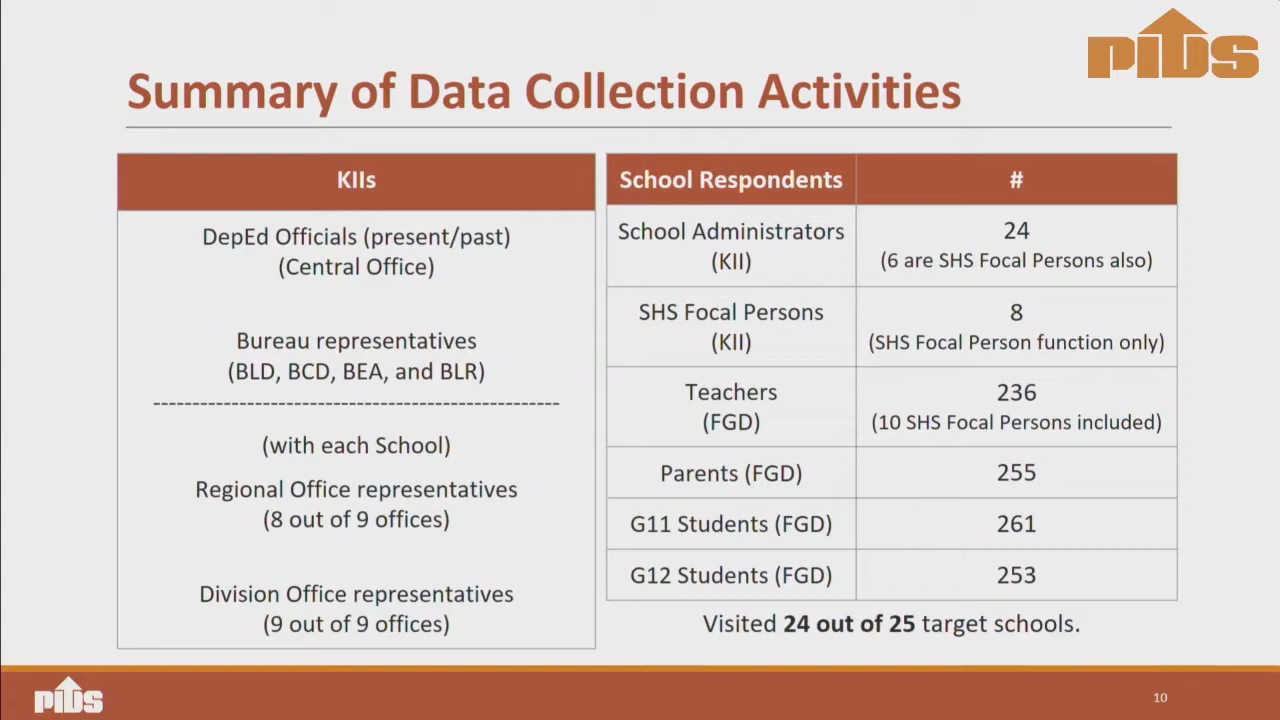 PIDS
Summary of Data Collection Activities
KIIs
DepEd Officials (present/past)
(Central Office)
Bureau representatives
(BLD, BCD, BEA, and BLR)
-------------------------------------------------
(with each School)
Regional Office representatives
(8 out of 9 offices)
Division Office representatives
(9 out of 9 offices)
School Respondents
#
School Administrators
(KII)
24
(6 are SHS Focal Persons also)
SHS Focal Persons
(KII)
8
(SHS Focal Person function only)
Teachers
(FGD)
236
(10 SHS Focal Persons included)
Parents (FGD)
255
G11 Students (FGD)
261
G12 Students (FGD)
253
Visited 24 out of 25 target schools.
PIDS
10